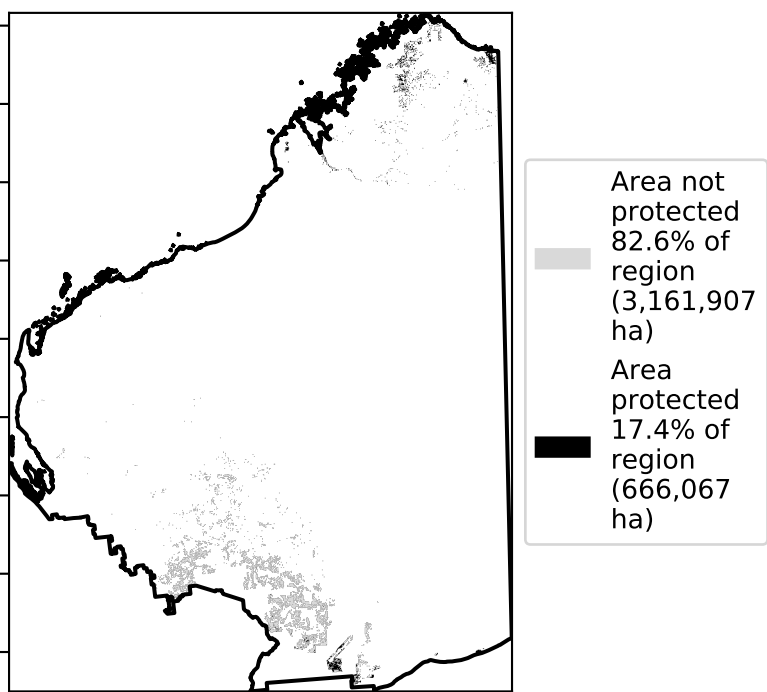 Area not
protected
82.6% of
region
(3,161,907
ha)
Area
protected
17.4% of
region
(666,067
ha)